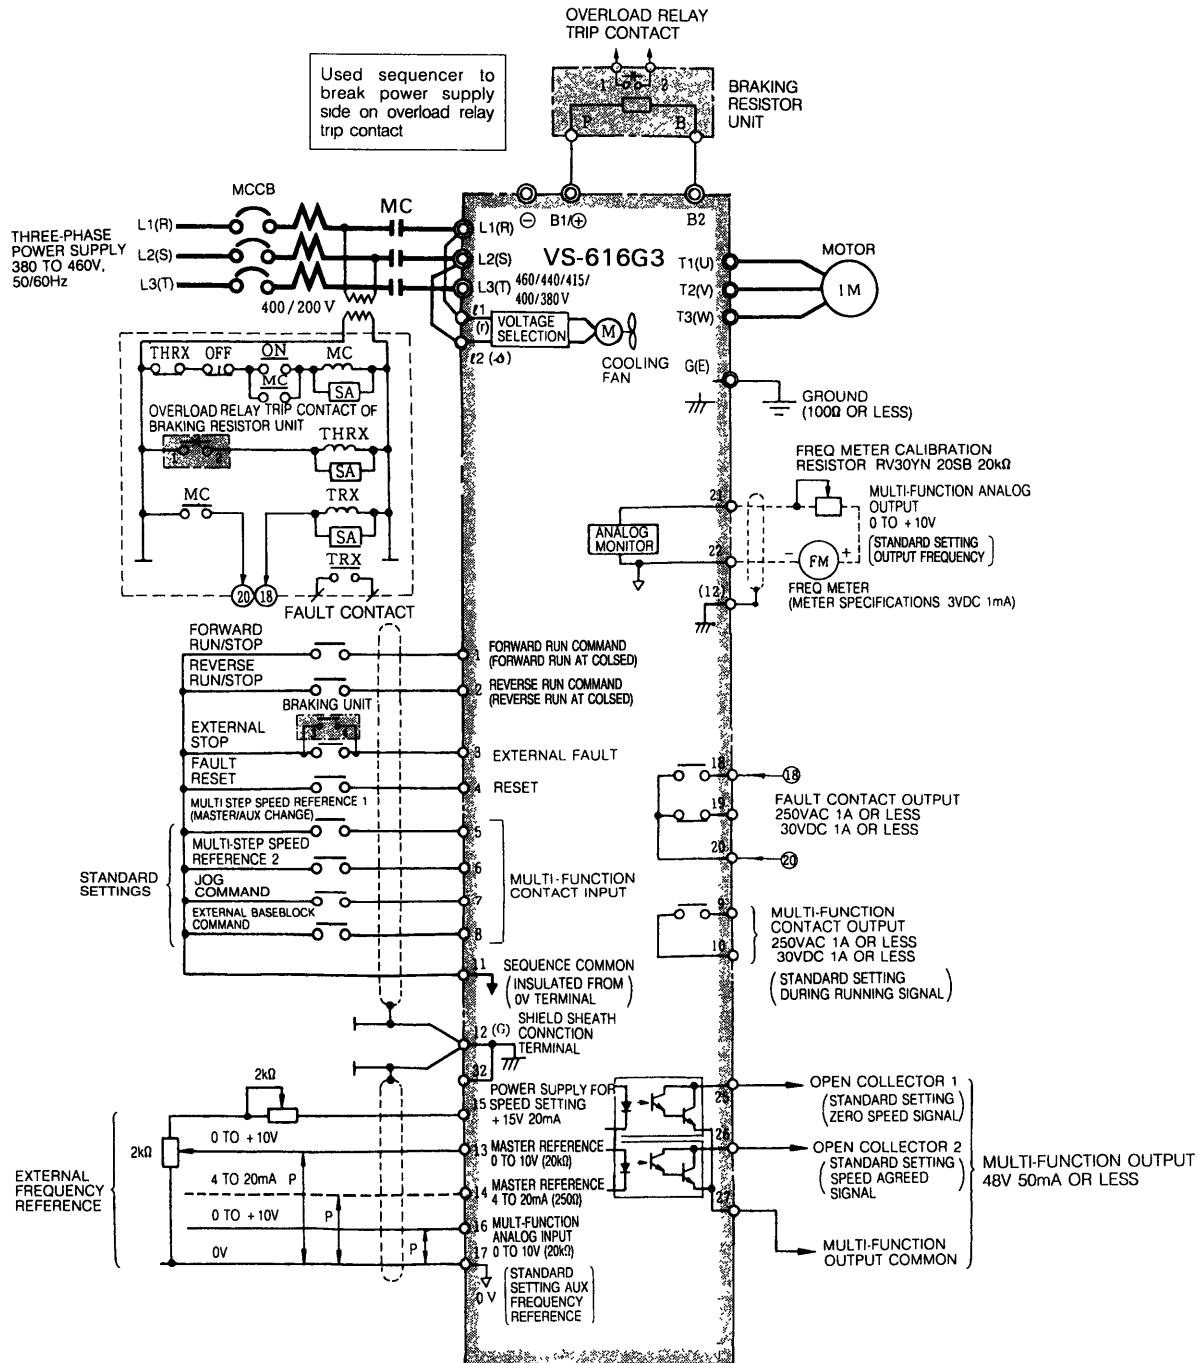 OVERLOAD RELAY
TRIP CONTACT
Used sequencer to
break power supply
side on overload relay
trip contact
1 2
P B
BRAKING
RESISTOR
UNIT
MCCB
MC
⊖ B1/⊕ B2
THREE-PHASE
POWER SUPPLY
380 TO 460V,
50/60Hz
L1(R)
L2(S)
L3(T)
400/200 V
L1(R)
L2(S)
L3(T)
VS-616G3
460/440/415/
400/380 V
ℓ1
(r)
ℓ2
VOLTAGE
SELECTION
M
COOLING
FAN
T1(U)
T2(V)
T3(W)
MOTOR
IM
G(E)
GROUND
(100Ω OR LESS)
THRX OFF ON MC
MC
SA
OVERLOAD RELAY TRIP CONTACT OF
BRAKING RESISTOR UNIT
1 2
THRX
SA
MC
TRX
SA
TRX
20 18
FAULT CONTACT
FREQ METER CALIBRATION
RESISTOR RV30YN 20SB 20kΩ
21
MULTI-FUNCTION ANALOG
OUTPUT
0 TO +10V
(STANDARD SETTING
OUTPUT FREQUENCY)
ANALOG
MONITOR
22
− FM +
FREQ METER
(METER SPECIFICATIONS 3VDC 1mA)
(12)
FORWARD
RUN/STOP
1
FORWARD RUN COMMAND
(FORWARD RUN AT COLSED)
REVERSE
RUN/STOP
2
REVERSE RUN COMMAND
(REVERSE RUN AT COLSED)
BRAKING UNIT
EXTERNAL
STOP
3
EXTERNAL FAULT
FAULT
RESET
4
RESET
MULTI STEP SPEED REFERENCE 1
(MASTER/AUX CHANGE)
5
MULTI-STEP SPEED
REFERENCE 2
6
JOG
COMMAND
7
EXTERNAL BASEBLOCK
COMMAND
8
STANDARD
SETTINGS
MULTI-FUNCTION
CONTACT INPUT
11
SEQUENCE COMMON
(INSULATED FROM
0V TERMINAL)
12 (G)
SHIELD SHEATH
CONNCTION
TERMINAL
32
18
18
19
20
20
FAULT CONTACT OUTPUT
250VAC 1A OR LESS
30VDC 1A OR LESS
9
10
MULTI-FUNCTION
CONTACT OUTPUT
250VAC 1A OR LESS
30VDC 1A OR LESS
(STANDARD SETTING
DURING RUNNING SIGNAL)
2kΩ
15
POWER SUPPLY FOR
SPEED SETTING
+15V 20mA
2kΩ
0 TO +10V
13
MASTER REFERENCE
0 TO 10V (20kΩ)
4 TO 20mA
P
14
MASTER REFERENCE
4 TO 20mA (250Ω)
0 TO +10V
P
16
MULT-FUNCTION
ANALOG INPUT
0 TO 10V (20kΩ)
0V
P
17
0 V
(STANDARD
SETTING AUX
FREQUENCY
REFERENCE)
EXTERNAL
FREQUENCY
REFERENCE
25
OPEN COLLECTOR 1
(STANDARD SETTING
ZERO SPEED SIGNAL)
26
OPEN COLLECTOR 2
(STANDARD SETTING
SPEED AGREED
SIGNAL)
27
MULTI-FUNCTION
OUTPUT COMMON
MULTI-FUNCTION OUTPUT
48V 50mA OR LESS